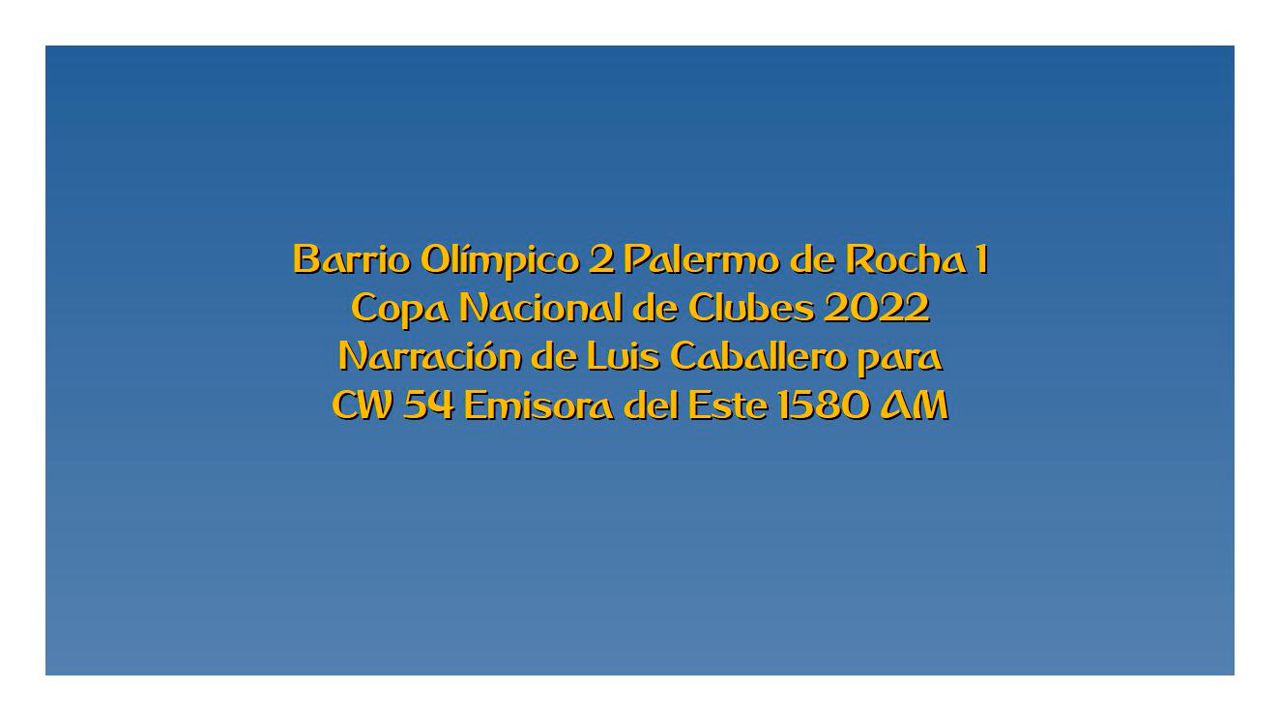 Barrio Olímpico 2 Palermo de Rocha 1
Copa Nacional de Clubes 2022
Narración de Luis Caballero para
CW 54 Emisora del Este 1580 AM